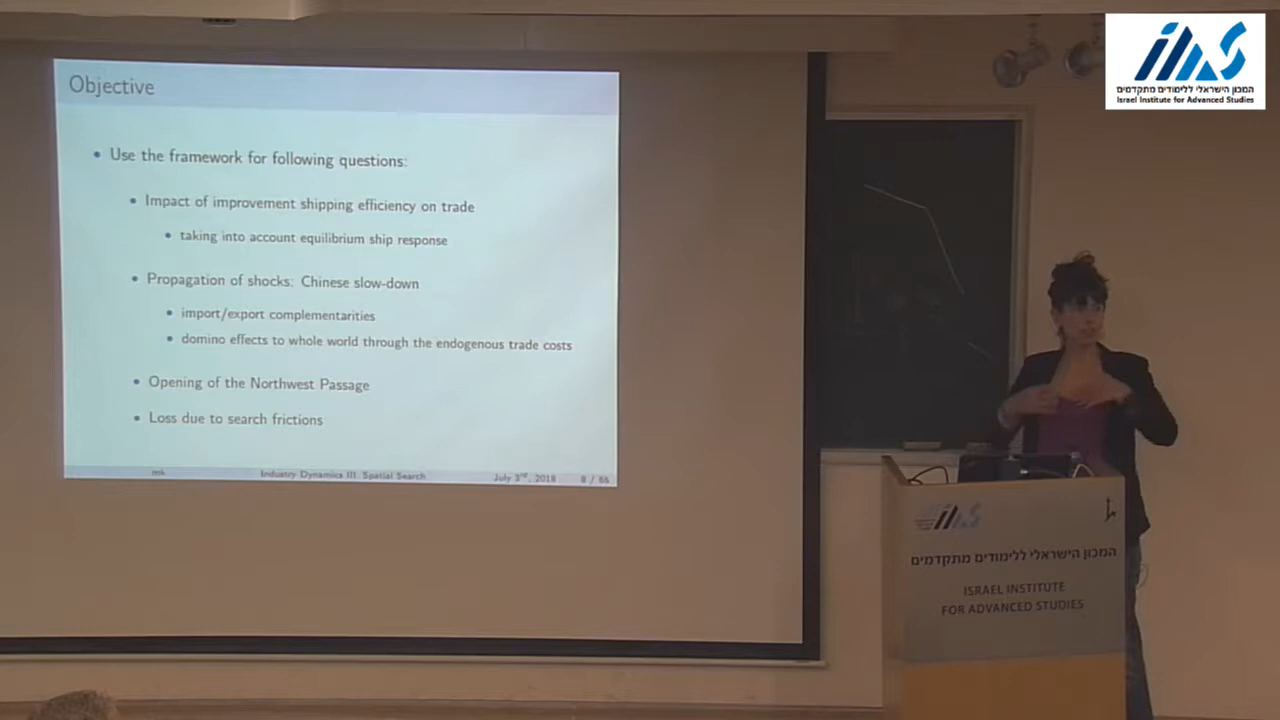 Objective
• Use the framework for following questions:
• Impact of improvement shipping efficiency on trade
• taking into account equilibrium ship response
• Propagation of shocks: Chinese slow-down
• import/export complementarities
• domino effects to whole world through the endogenous trade costs
• Opening of the Northwest Passage
• Loss due to search frictions
mk Industry Dynamics III: Spatial Search July 3rd, 2018 8 / 66
המכון הישראלי ללימודים מתקדמים
Israel Institute for Advanced Studies
המכון הישראלי ללימודים מתקדמים
ISRAEL INSTITUTE
FOR ADVANCED STUDIES